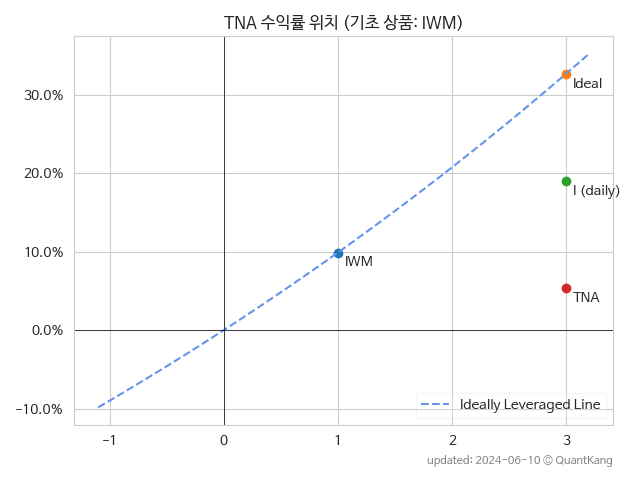 TNA 수익률 위치 (기초 상품: IWM)
30.0%
20.0%
10.0%
0.0%
−10.0%
Ideal
I (daily)
IWM
TNA
Ideally Leveraged Line
−1
0
1
2
3
updated: 2024-06-10 © QuantKang